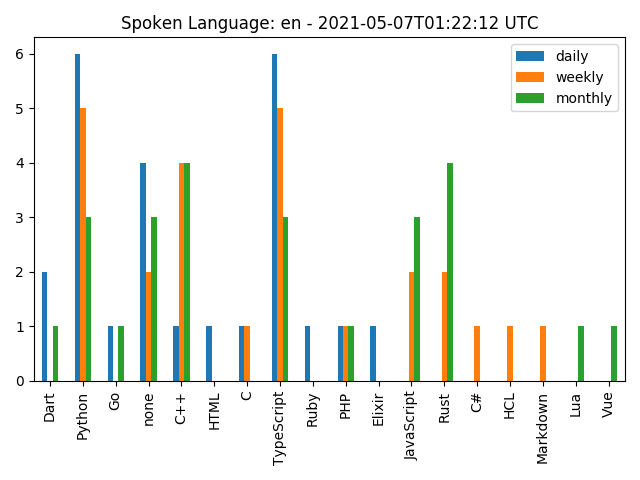 Spoken Language: en - 2021-05-07T01:22:12 UTC
daily
weekly
monthly
6
5
4
3
2
1
0
Dart
Python
Go
none
C++
HTML
C
TypeScript
Ruby
PHP
Elixir
JavaScript
Rust
C#
HCL
Markdown
Lua
Vue